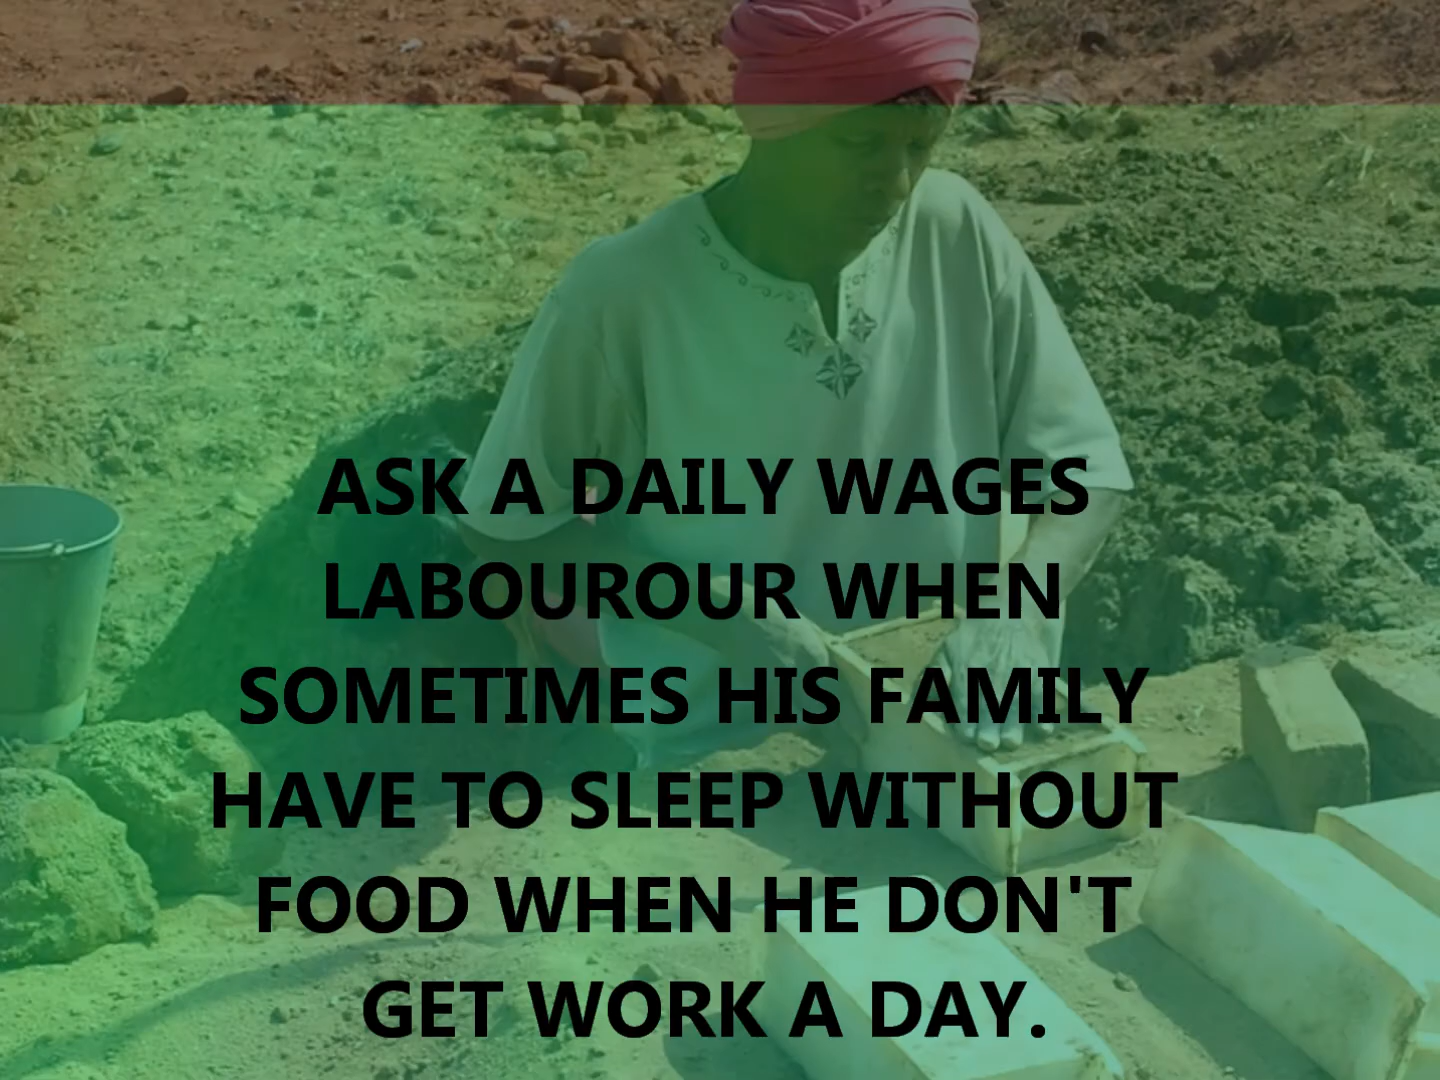 ASK A DAILY WAGES
LABOUROUR WHEN
SOMETIMES HIS FAMILY
HAVE TO SLEEP WITHOUT
FOOD WHEN HE DON'T
GET WORK A DAY.